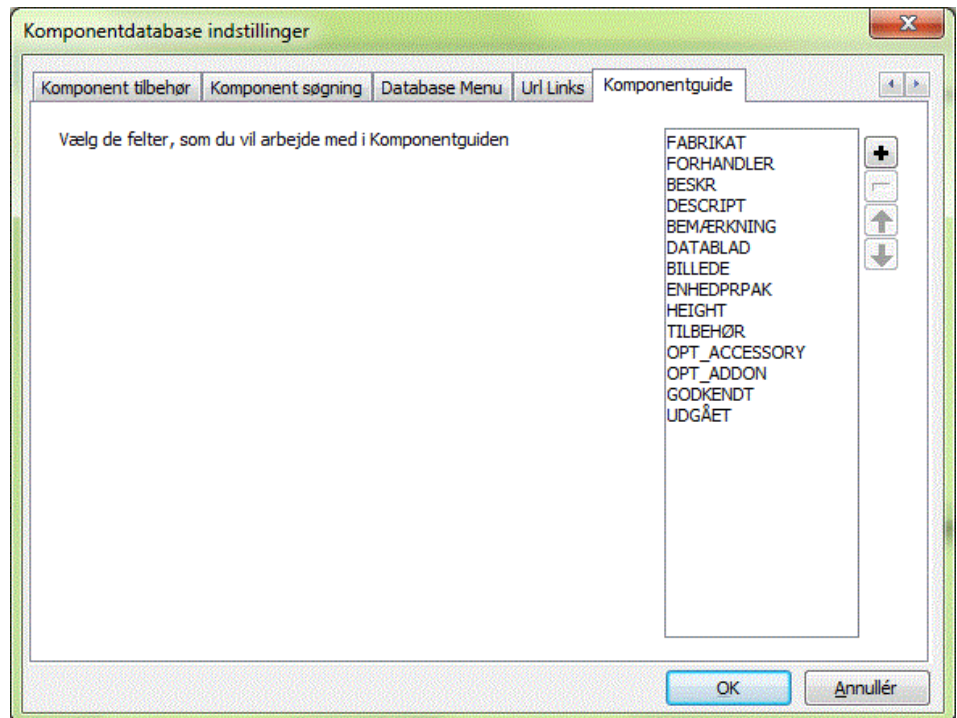 Komponentdatabase indstillinger
Komponent tilbehør Komponent søgning Database Menu Url Links Komponentguide
Vælg de felter, som du vil arbejde med i Komponentguiden
FABRIKAT
FORHANDLER
BESKR
DESCRIPT
BEMÆRKNING
DATABLAD
BILLEDE
ENHEDPRPAK
HEIGHT
TILBEHØR
OPT_ACCESSORY
OPT_ADDON
GODKENDT
UDGÅET
OK Annullér